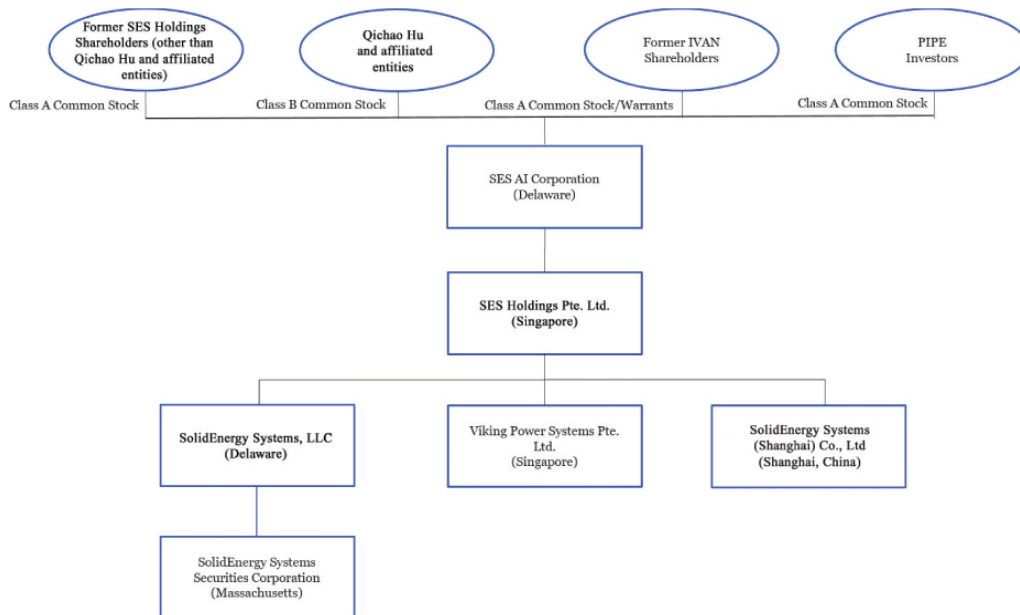 Former SES Holdings
Shareholders (other than
Qichao Hu and affiliated
entities)
Qichao Hu
and affiliated
entities
Former IVAN
Shareholders
PIPE
Investors
Class A Common Stock
Class B Common Stock
Class A Common Stock/Warrants
Class A Common Stock
SES AI Corporation
(Delaware)
SES Holdings Pte. Ltd.
(Singapore)
SolidEnergy Systems, LLC
(Delaware)
Viking Power Systems Pte.
Ltd.
(Singapore)
SolidEnergy Systems
(Shanghai) Co., Ltd
(Shanghai, China)
SolidEnergy Systems
Securities Corporation
(Massachusetts)